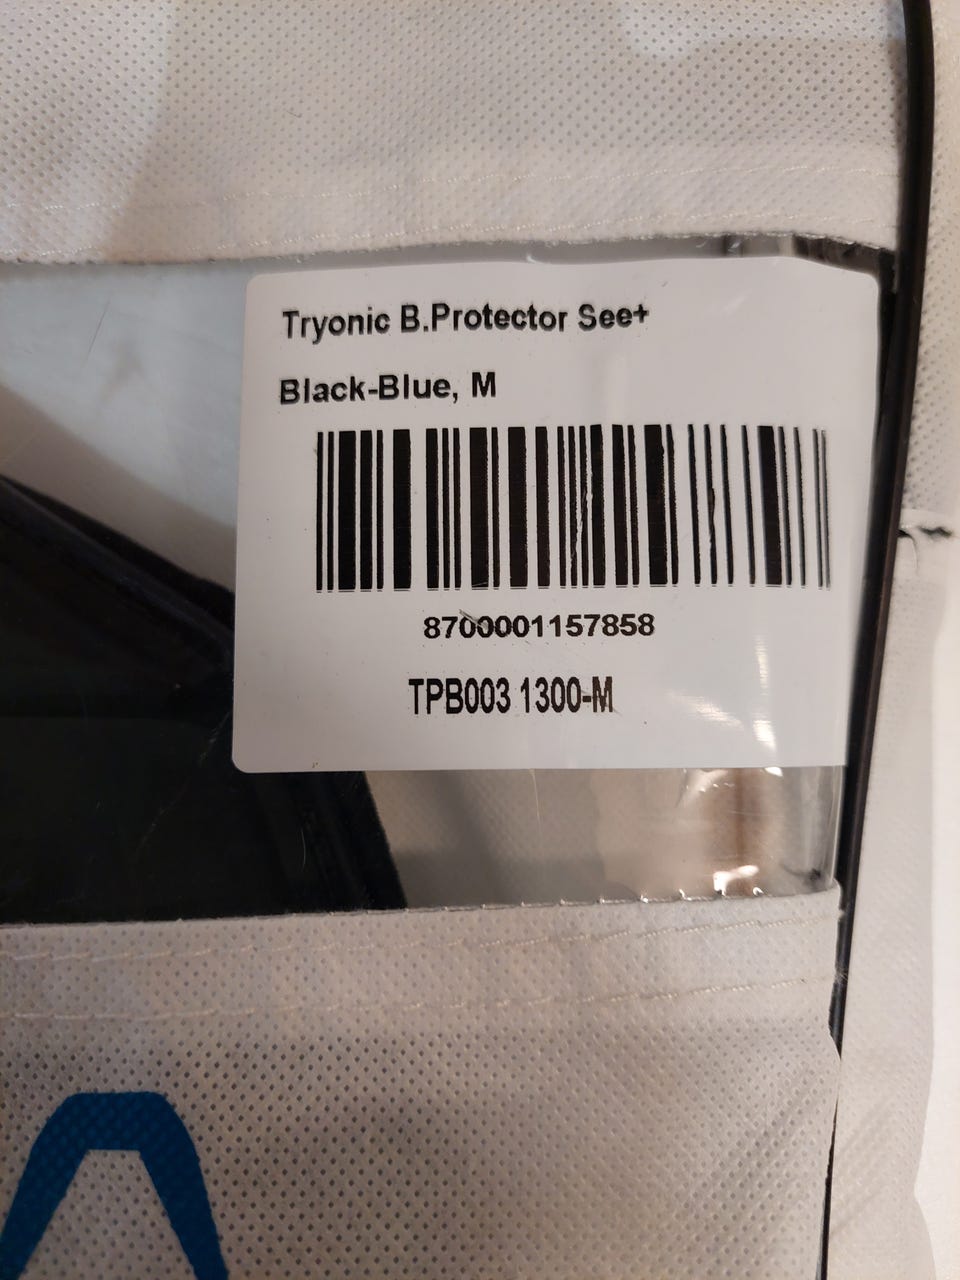 Tryonic B.Protector See+
Black-Blue, M
8700001157858
TPB003 1300-M